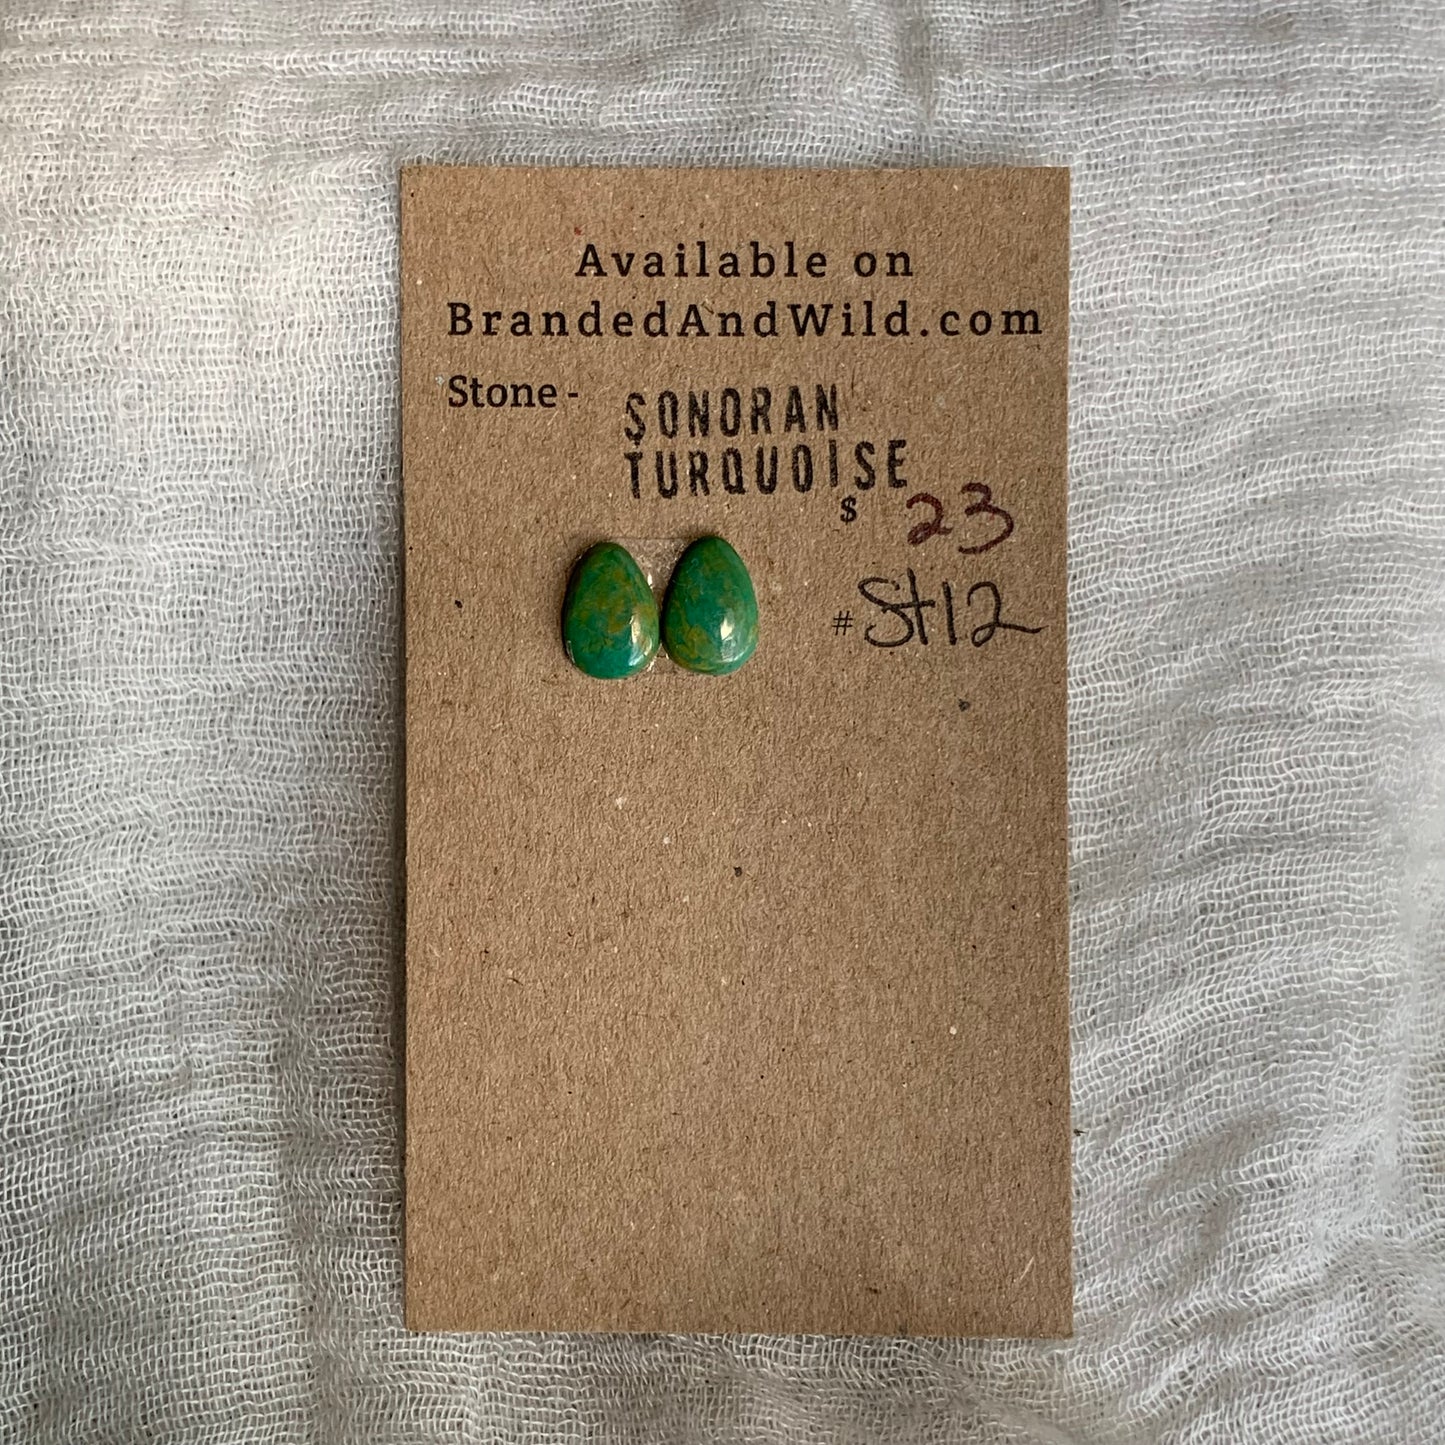 Available on
BrandedAndWild.com
Stone - SONORAN
TURQUOISE
$ 23
# St12